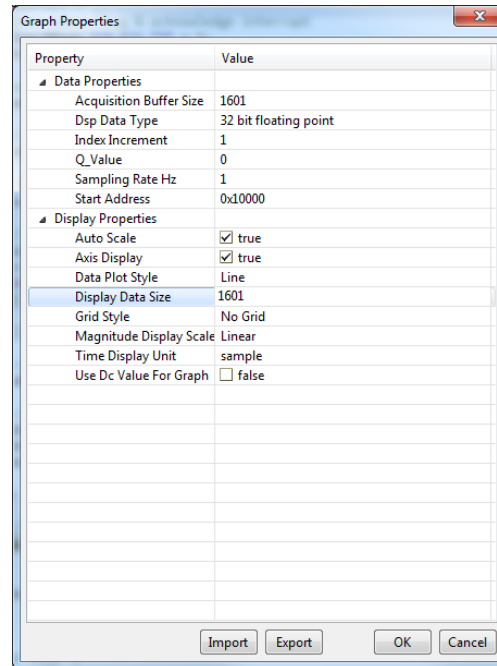 Graph Properties
Property Value
Data Properties
Acquisition Buffer Size 1601
Dsp Data Type 32 bit floating point
Index Increment 1
Q_Value 0
Sampling Rate Hz 1
Start Address 0x10000
Display Properties
Auto Scale true
Axis Display true
Data Plot Style Line
Display Data Size 1601
Grid Style No Grid
Magnitude Display Scale Linear
Time Display Unit sample
Use Dc Value For Graph false
Import Export OK Cancel